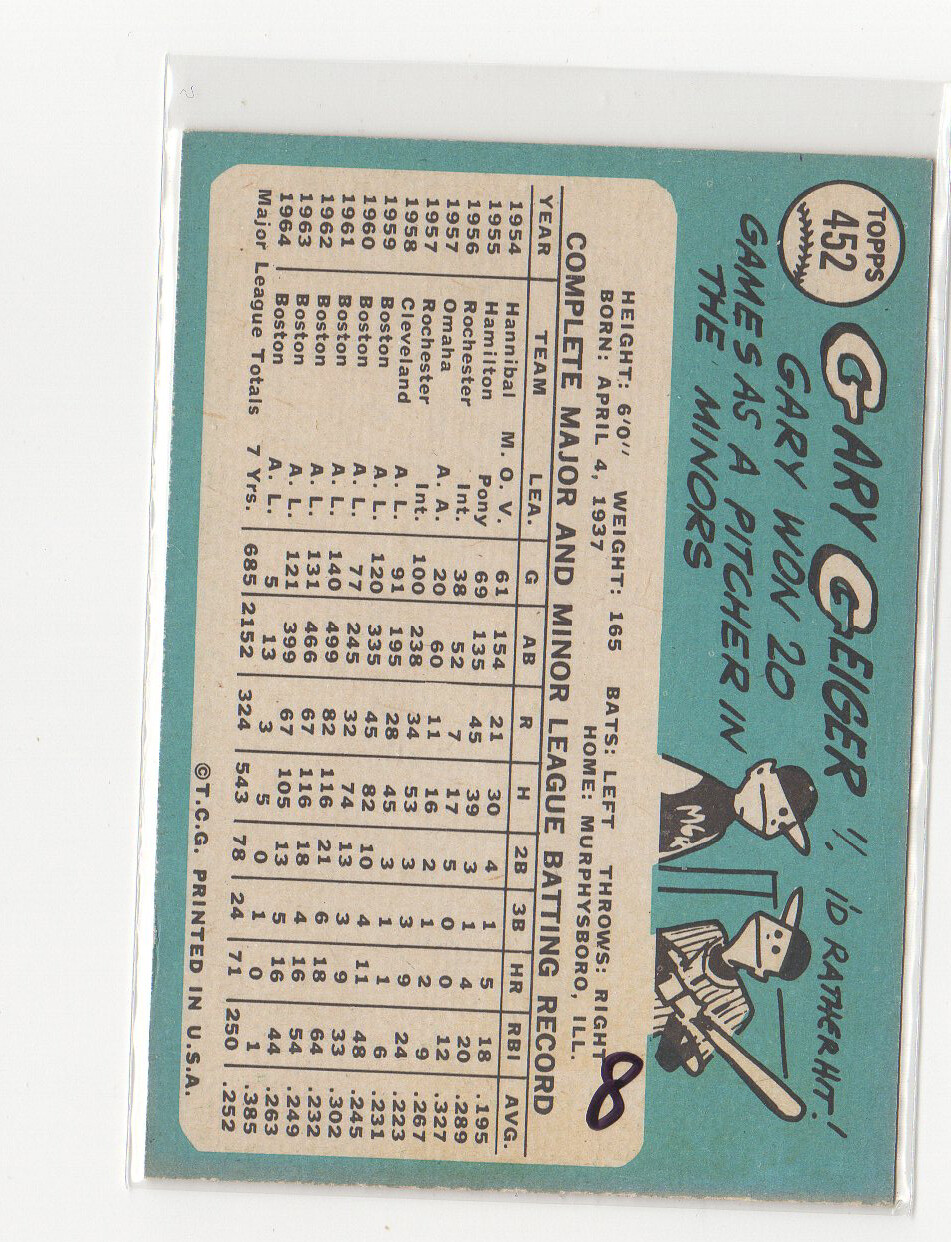 TOPPS
452
GARY GEIGER
GARY WON 20
GAMES AS A PITCHER IN
THE MINORS
I'D RATHER HIT!
MGR
HEIGHT: 6'0" WEIGHT: 165 BATS: LEFT THROWS: RIGHT
BORN: APRIL 4, 1937 HOME: MURPHYSBORO, ILL.
8
COMPLETE MAJOR AND MINOR LEAGUE BATTING RECORD
YEAR TEAM LEA. G AB R H 2B 3B HR RBI AVG.
1954 Hannibal M. O. V. 61 154 21 30 4 1 5 18 .195
1955 Hamilton Pony 69 135 45 39 3 1 4 20 .289
1956 Rochester Int. 38 52 7 17 5 0 0 12 .327
1957 Omaha A. A. 20 60 11 16 2 1 2 9 .267
1957 Rochester Int. 100 238 34 53 3 3 9 24 .223
1958 Cleveland A. L. 91 195 28 45 3 1 1 6 .231
1959 Boston A. L. 120 335 45 82 10 4 11 48 .245
1960 Boston A. L. 77 245 32 74 13 3 9 33 .302
1961 Boston A. L. 140 499 82 116 21 6 18 64 .232
1962 Boston A. L. 131 466 67 116 18 4 16 54 .249
1963 Boston A. L. 121 399 67 105 13 5 16 44 .263
1964 Boston A. L. 5 13 3 5 0 1 0 1 .385
Major League Totals 7 Yrs. 685 2152 324 543 78 24 71 250 .252
©T.C.G. PRINTED IN U.S.A.